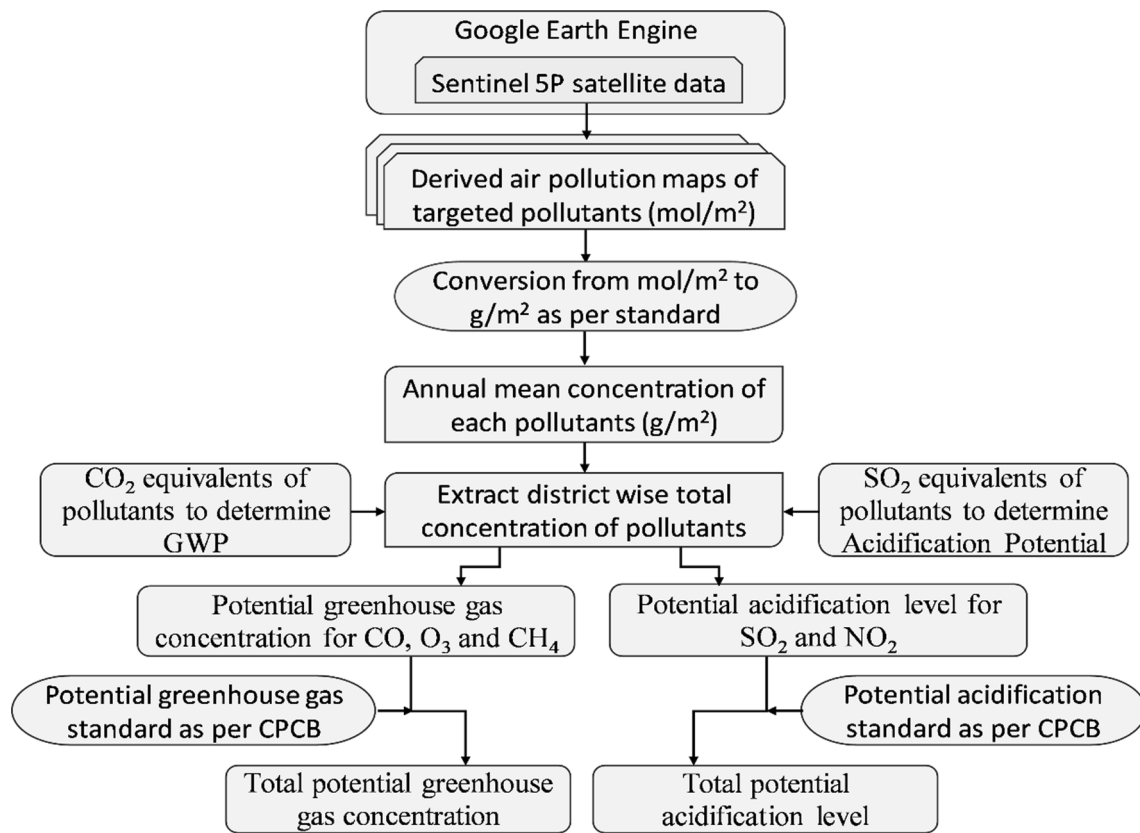 Google Earth Engine
Sentinel 5P satellite data
Derived air pollution maps of
targeted pollutants (mol/m²)
Conversion from mol/m² to
g/m² as per standard
Annual mean concentration of
each pollutants (g/m²)
CO₂ equivalents of
pollutants to determine
GWP
Extract district wise total
concentration of pollutants
SO₂ equivalents of
pollutants to determine
Acidification Potential
Potential greenhouse gas
concentration for CO, O₃ and CH₄
Potential acidification level for
SO₂ and NO₂
Potential greenhouse gas
standard as per CPCB
Potential acidification
standard as per CPCB
Total potential greenhouse
gas concentration
Total potential
acidification level